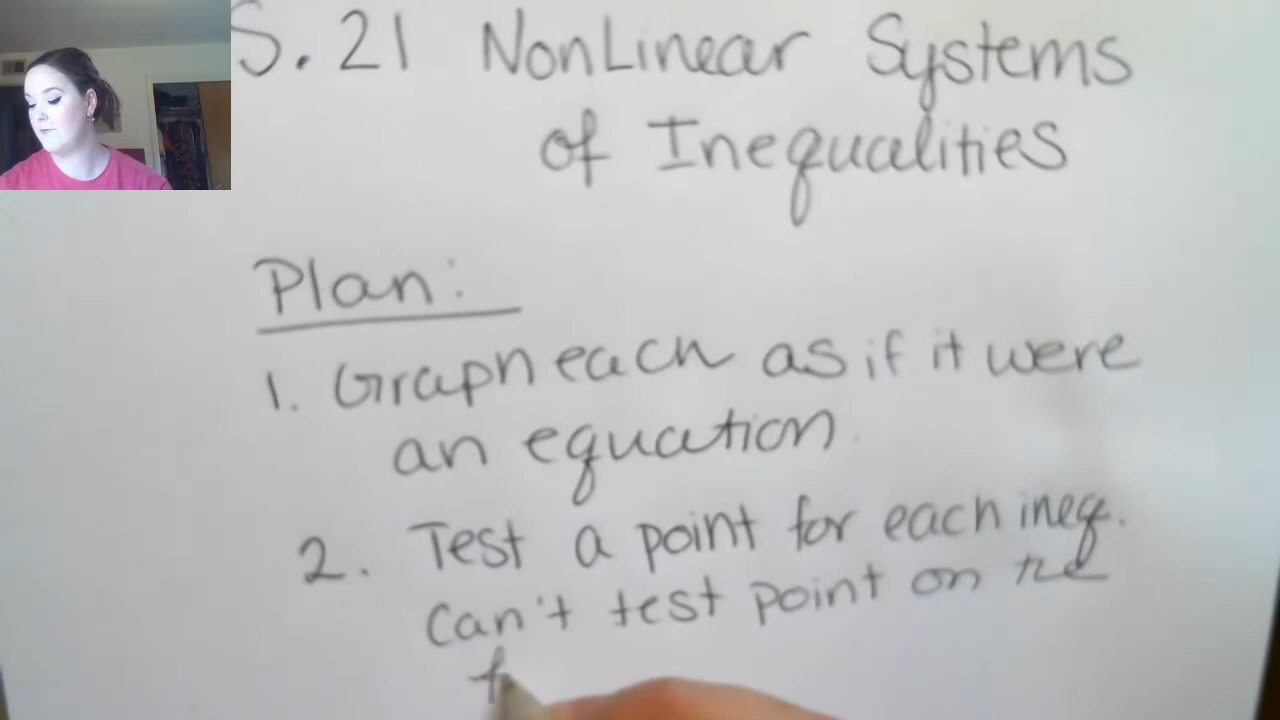 S. 21 NonLinear Systems
of Inequalities
Plan:
1. Graph each as if it were
an equation.
2. Test a point for each ineq.
Can't test point on the
f